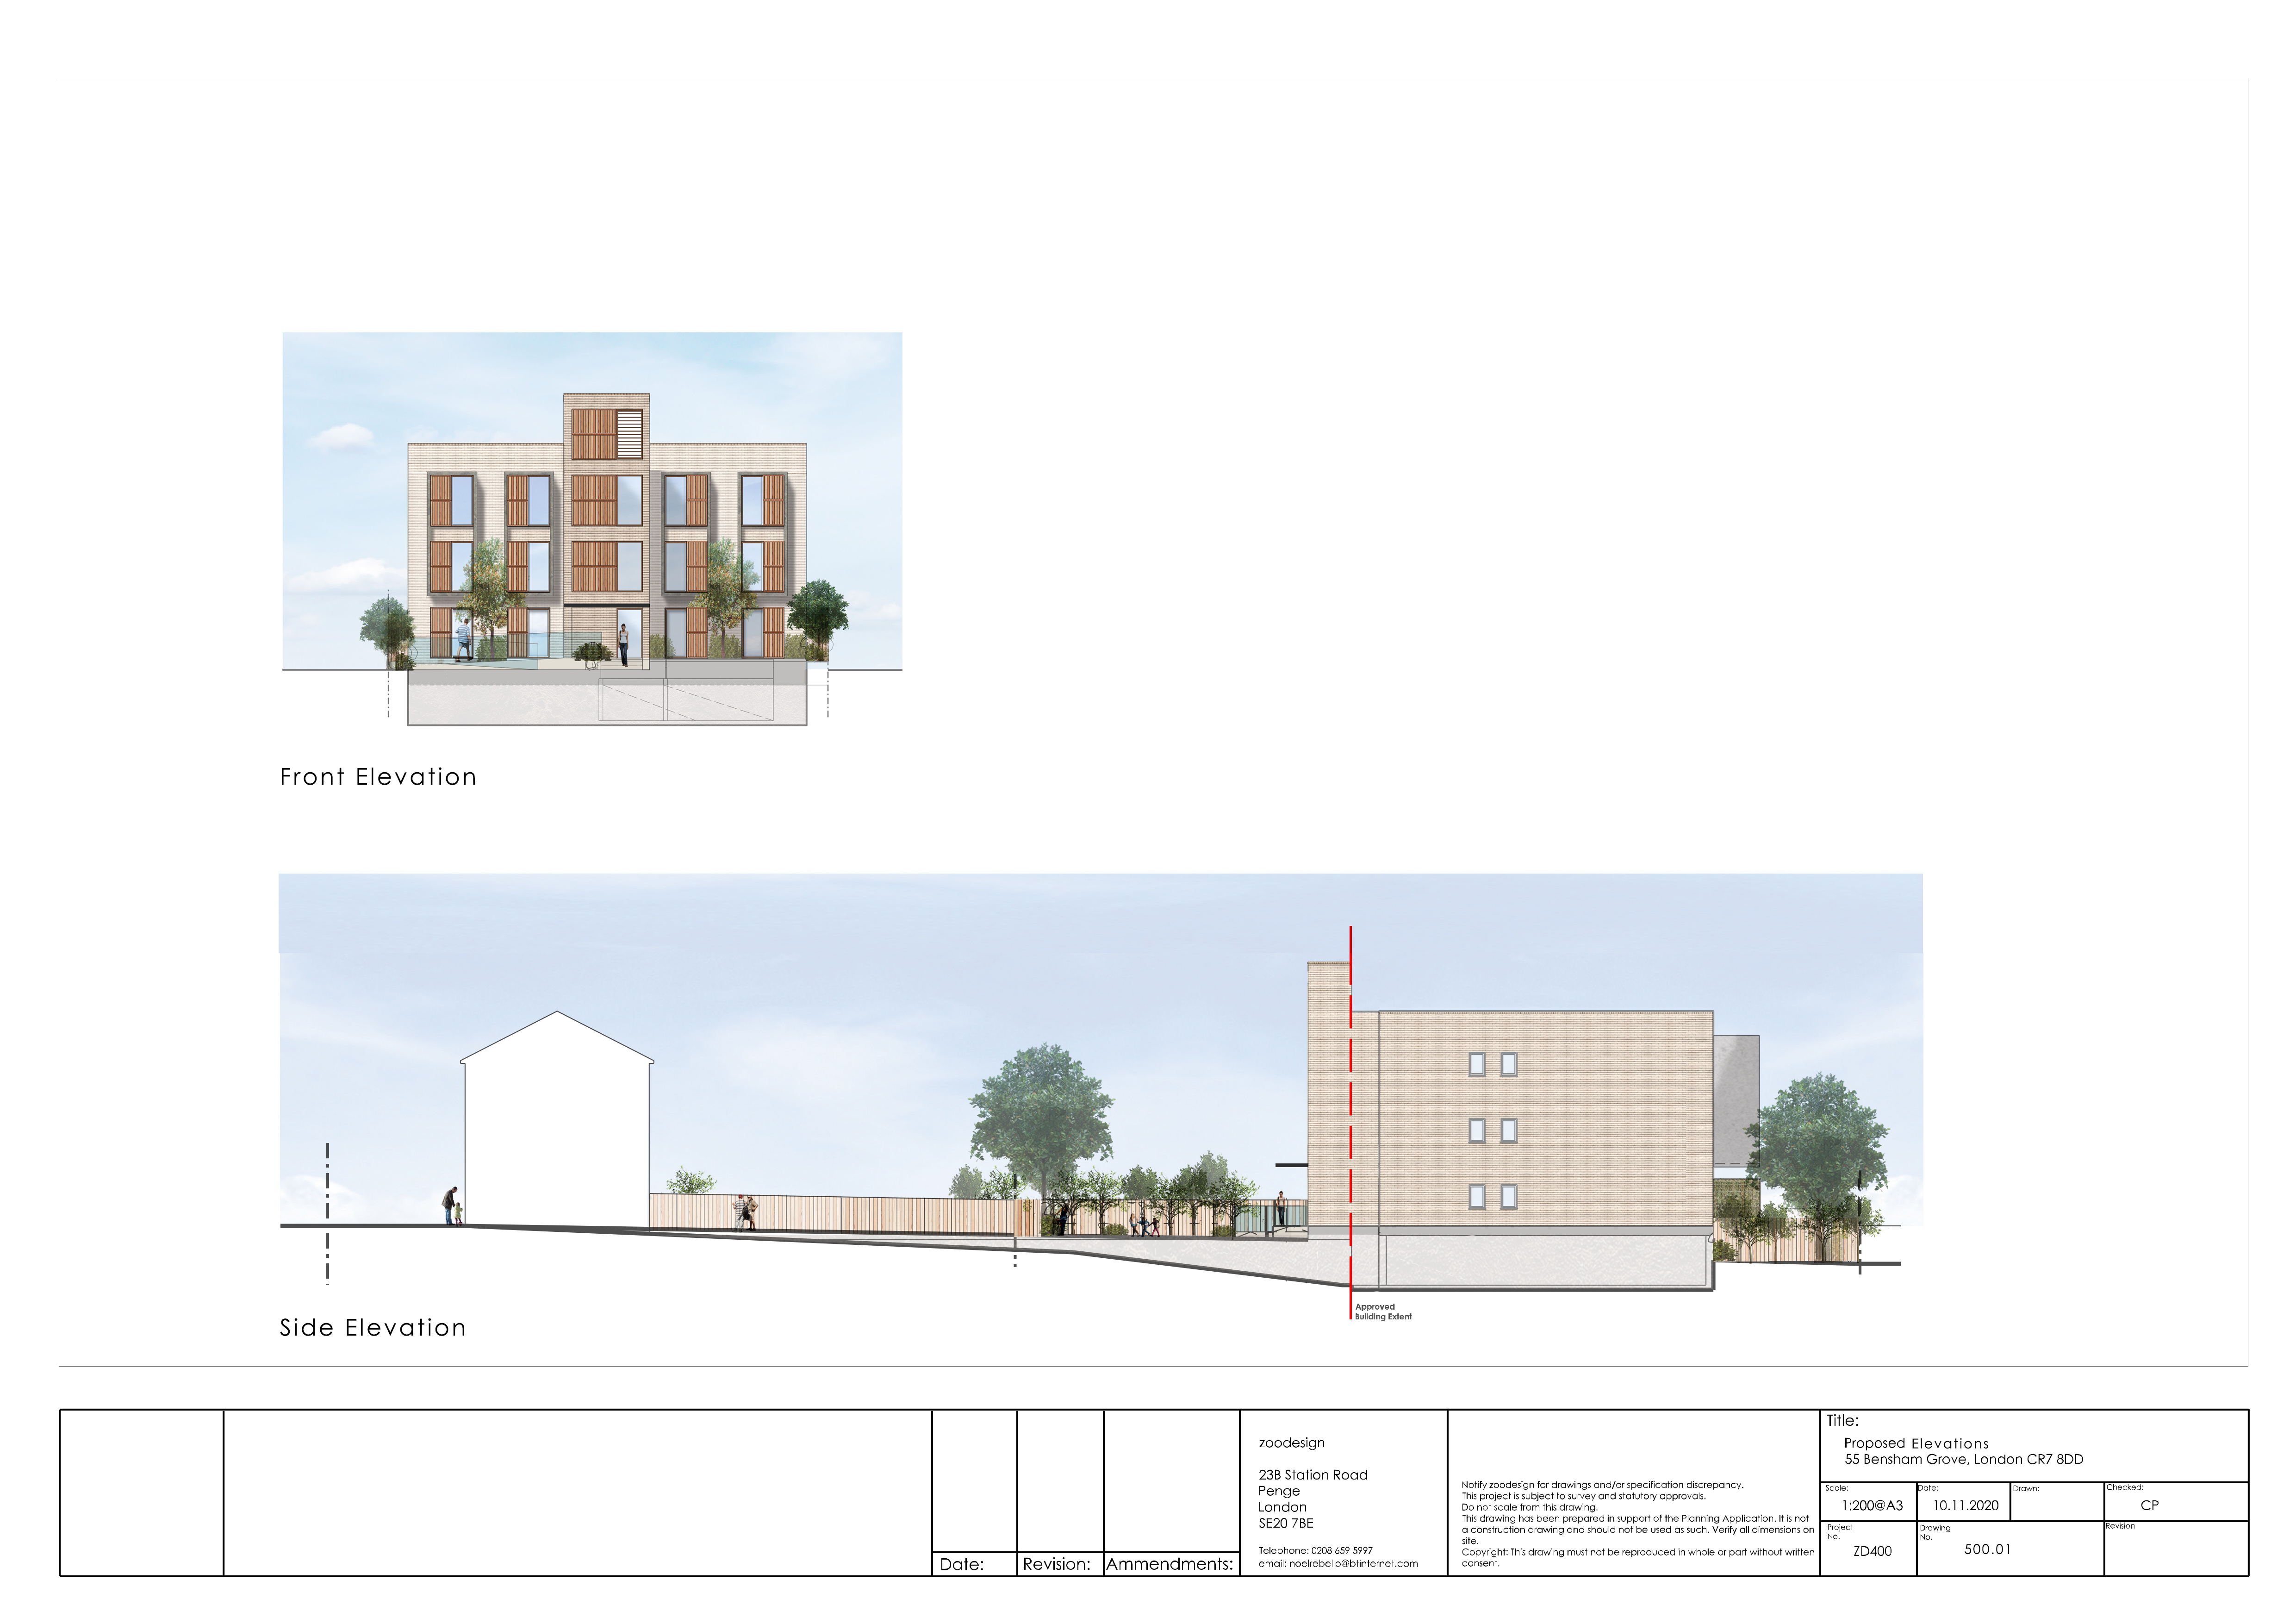 Front Elevation
Approved
Building Extent
Side Elevation
Date:
Revision:
Ammendments:
zoodesign
23B Station Road
Penge
London
SE20 7BE
Telephone: 0208 659 5997
email: noelrebello@btinternet.com
Notify zoodesign for drawings and/or specification discrepancy.
This project is subject to survey and statutory approvals.
Do not scale from this drawing.
This drawing has been prepared in support of the Planning Application. It is not
a construction drawing and should not be used as such. Verify all dimensions on
site.
Copyright: This drawing must not be reproduced in whole or part without written
consent.
Title:
Proposed Elevations
55 Bensham Grove, London CR7 8DD
Scale:
1:200@A3
Date:
10.11.2020
Drawn:
Checked:
CP
Project
No.
ZD400
Drawing
No.
500.01
Revision